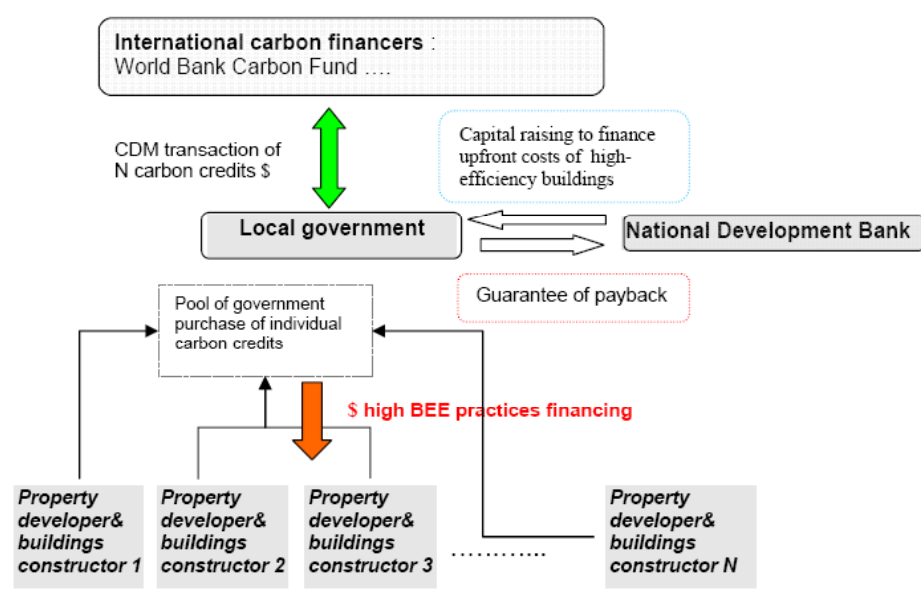 International carbon financers :
World Bank Carbon Fund ....
CDM transaction of
N carbon credits $
Capital raising to finance
upfront costs of high-
efficiency buildings
Local government
National Development Bank
Guarantee of payback
Pool of government
purchase of individual
carbon credits
$ high BEE practices financing
Property
developer&
buildings
constructor 1
Property
developer&
buildings
constructor 2
Property
developer&
buildings
constructor 3
............
Property
developer&
buildings
constructor N